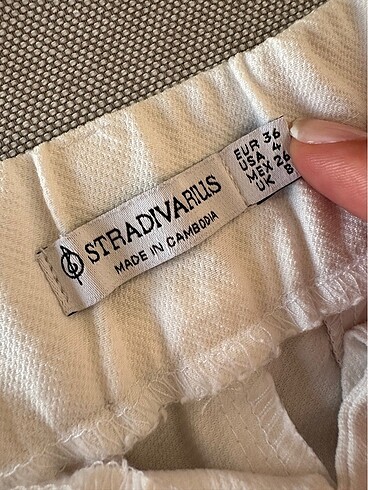 STRADIVARIUS
MADE IN CAMBODIA
EUR 36
USA 4
MEX 26
UK 8